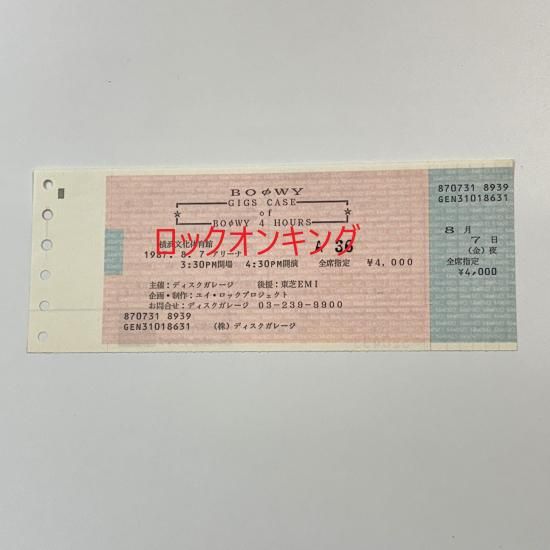 BOφWY
GIGS CASE
of
BOφWY 4 HOURS
ロックオンキング
横浜文化体育館
1987. 8. 7 アリーナ A 36
3:30PM開場 4:30PM開演 全席指定 ¥4,000
主催:ディスクガレージ 後援:東芝EMI
企画・制作:ユイ・ロックプロジェクト
お問合せ:ディスクガレージ 03-239-9900
870731 8939
GEN31018631 (株)ディスクガレージ
870731 8939
GEN31018631
8月
7日
(金)夜
全席指定
¥4,000